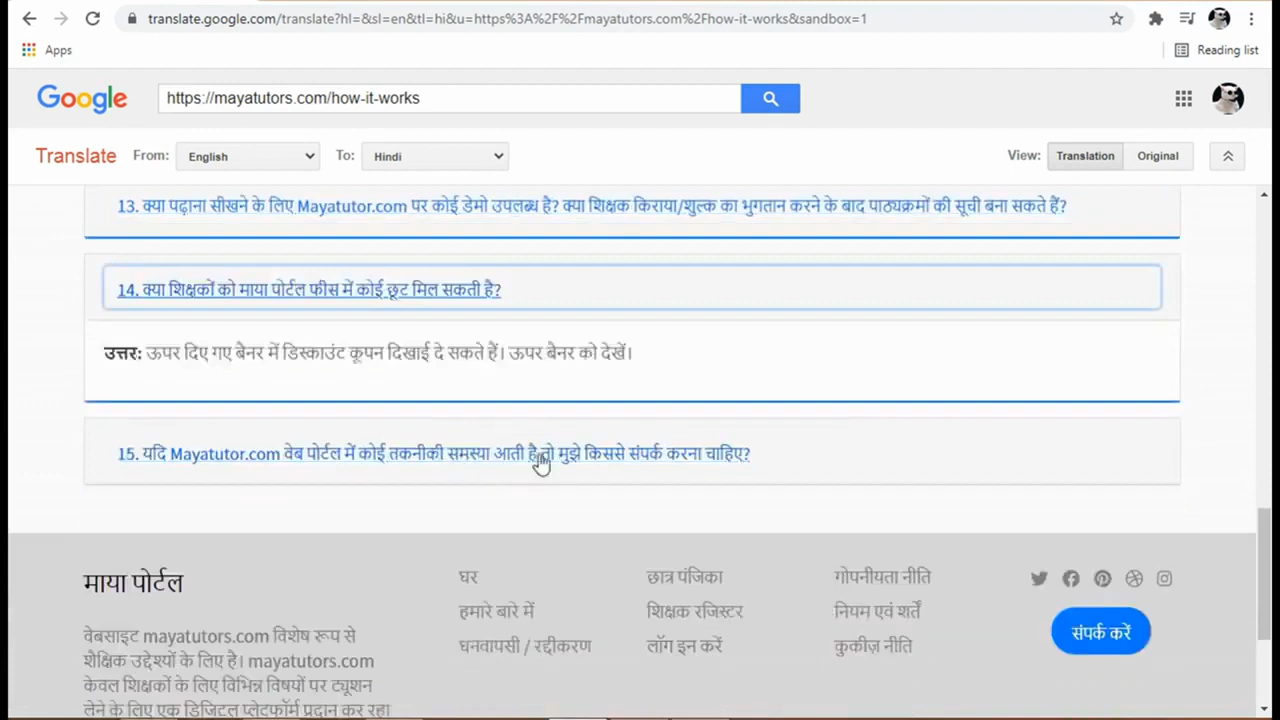 translate.google.com/translate?hl=&sl=en&tl=hi&u=https%3A%2F%2Fmayatutors.com%2Fhow-it-works&sandbox=1
Apps
Reading list
Google
https://mayatutors.com/how-it-works
Translate From: English To: Hindi View: Translation Original
13. क्या पढ़ाना सीखने के लिए Mayatutor.com पर कोई डेमो उपलब्ध है? क्या शिक्षक किराया/शुल्क का भुगतान करने के बाद पाठ्यक्रमों की सूची बना सकते हैं?
14. क्या शिक्षकों को माया पोर्टल फीस में कोई छूट मिल सकती है?
उत्तर: ऊपर दिए गए बैनर में डिस्काउंट कूपन दिखाई दे सकते हैं। ऊपर बैनर को देखें।
15. यदि Mayatutor.com वेब पोर्टल में कोई तकनीकी समस्या आती है तो मुझे किससे संपर्क करना चाहिए?
माया पोर्टल
वेबसाइट mayatutors.com विशेष रूप से
शैक्षिक उद्देश्यों के लिए है। mayatutors.com
केवल शिक्षकों के लिए विभिन्न विषयों पर ट्यूशन
लेने के लिए एक डिजिटल प्लेटफॉर्म प्रदान कर रहा
घर
हमारे बारे में
धनवापसी / रद्दीकरण
छात्र पंजिका
शिक्षक रजिस्टर
लॉग इन करें
गोपनीयता नीति
नियम एवं शर्तें
कुकीज़ नीति
संपर्क करें